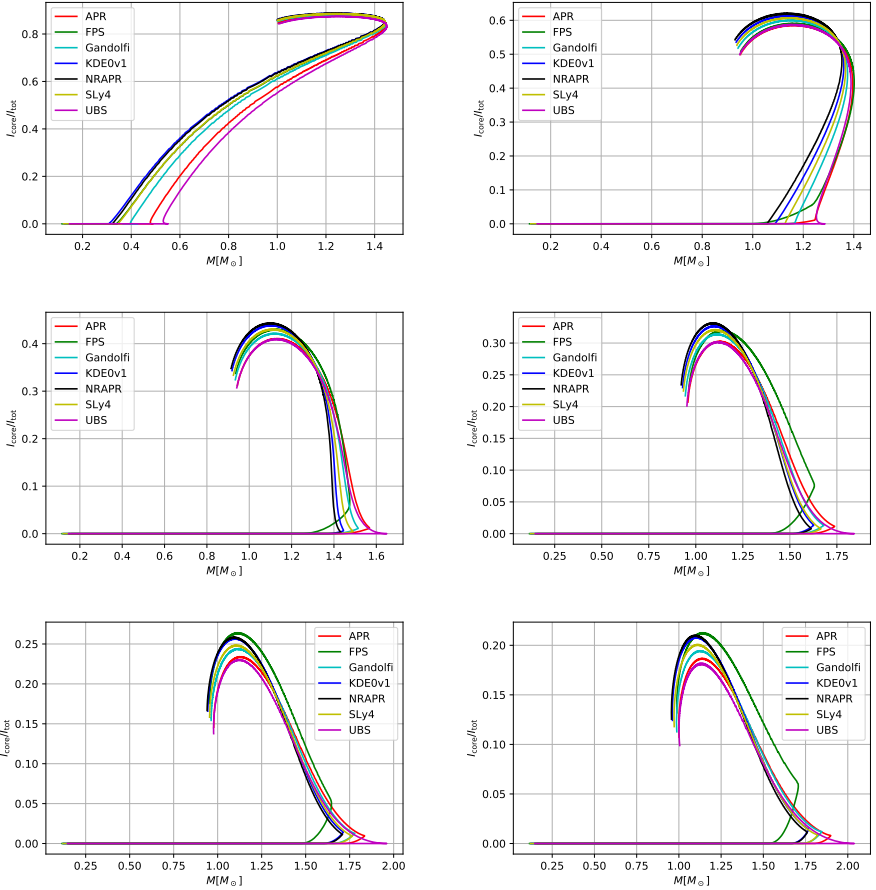 APR
FPS
Gandolfi
KDE0v1
NRAPR
SLy4
UBS
I_core/I_tot
0.8
0.6
0.4
0.2
0.0
0.2 0.4 0.6 0.8 1.0 1.2 1.4
M[M⊙]
APR
FPS
Gandolfi
KDE0v1
NRAPR
SLy4
UBS
I_core/I_tot
0.6
0.5
0.4
0.3
0.2
0.1
0.0
0.2 0.4 0.6 0.8 1.0 1.2 1.4
M[M⊙]
APR
FPS
Gandolfi
KDE0v1
NRAPR
SLy4
UBS
I_core/I_tot
0.4
0.3
0.2
0.1
0.0
0.2 0.4 0.6 0.8 1.0 1.2 1.4 1.6
M[M⊙]
APR
FPS
Gandolfi
KDE0v1
NRAPR
SLy4
UBS
I_core/I_tot
0.30
0.25
0.20
0.15
0.10
0.05
0.00
0.25 0.50 0.75 1.00 1.25 1.50 1.75
M[M⊙]
APR
FPS
Gandolfi
KDE0v1
NRAPR
SLy4
UBS
I_core/I_tot
0.25
0.20
0.15
0.10
0.05
0.00
0.25 0.50 0.75 1.00 1.25 1.50 1.75 2.00
M[M⊙]
APR
FPS
Gandolfi
KDE0v1
NRAPR
SLy4
UBS
I_core/I_tot
0.20
0.15
0.10
0.05
0.00
0.25 0.50 0.75 1.00 1.25 1.50 1.75 2.00
M[M⊙]